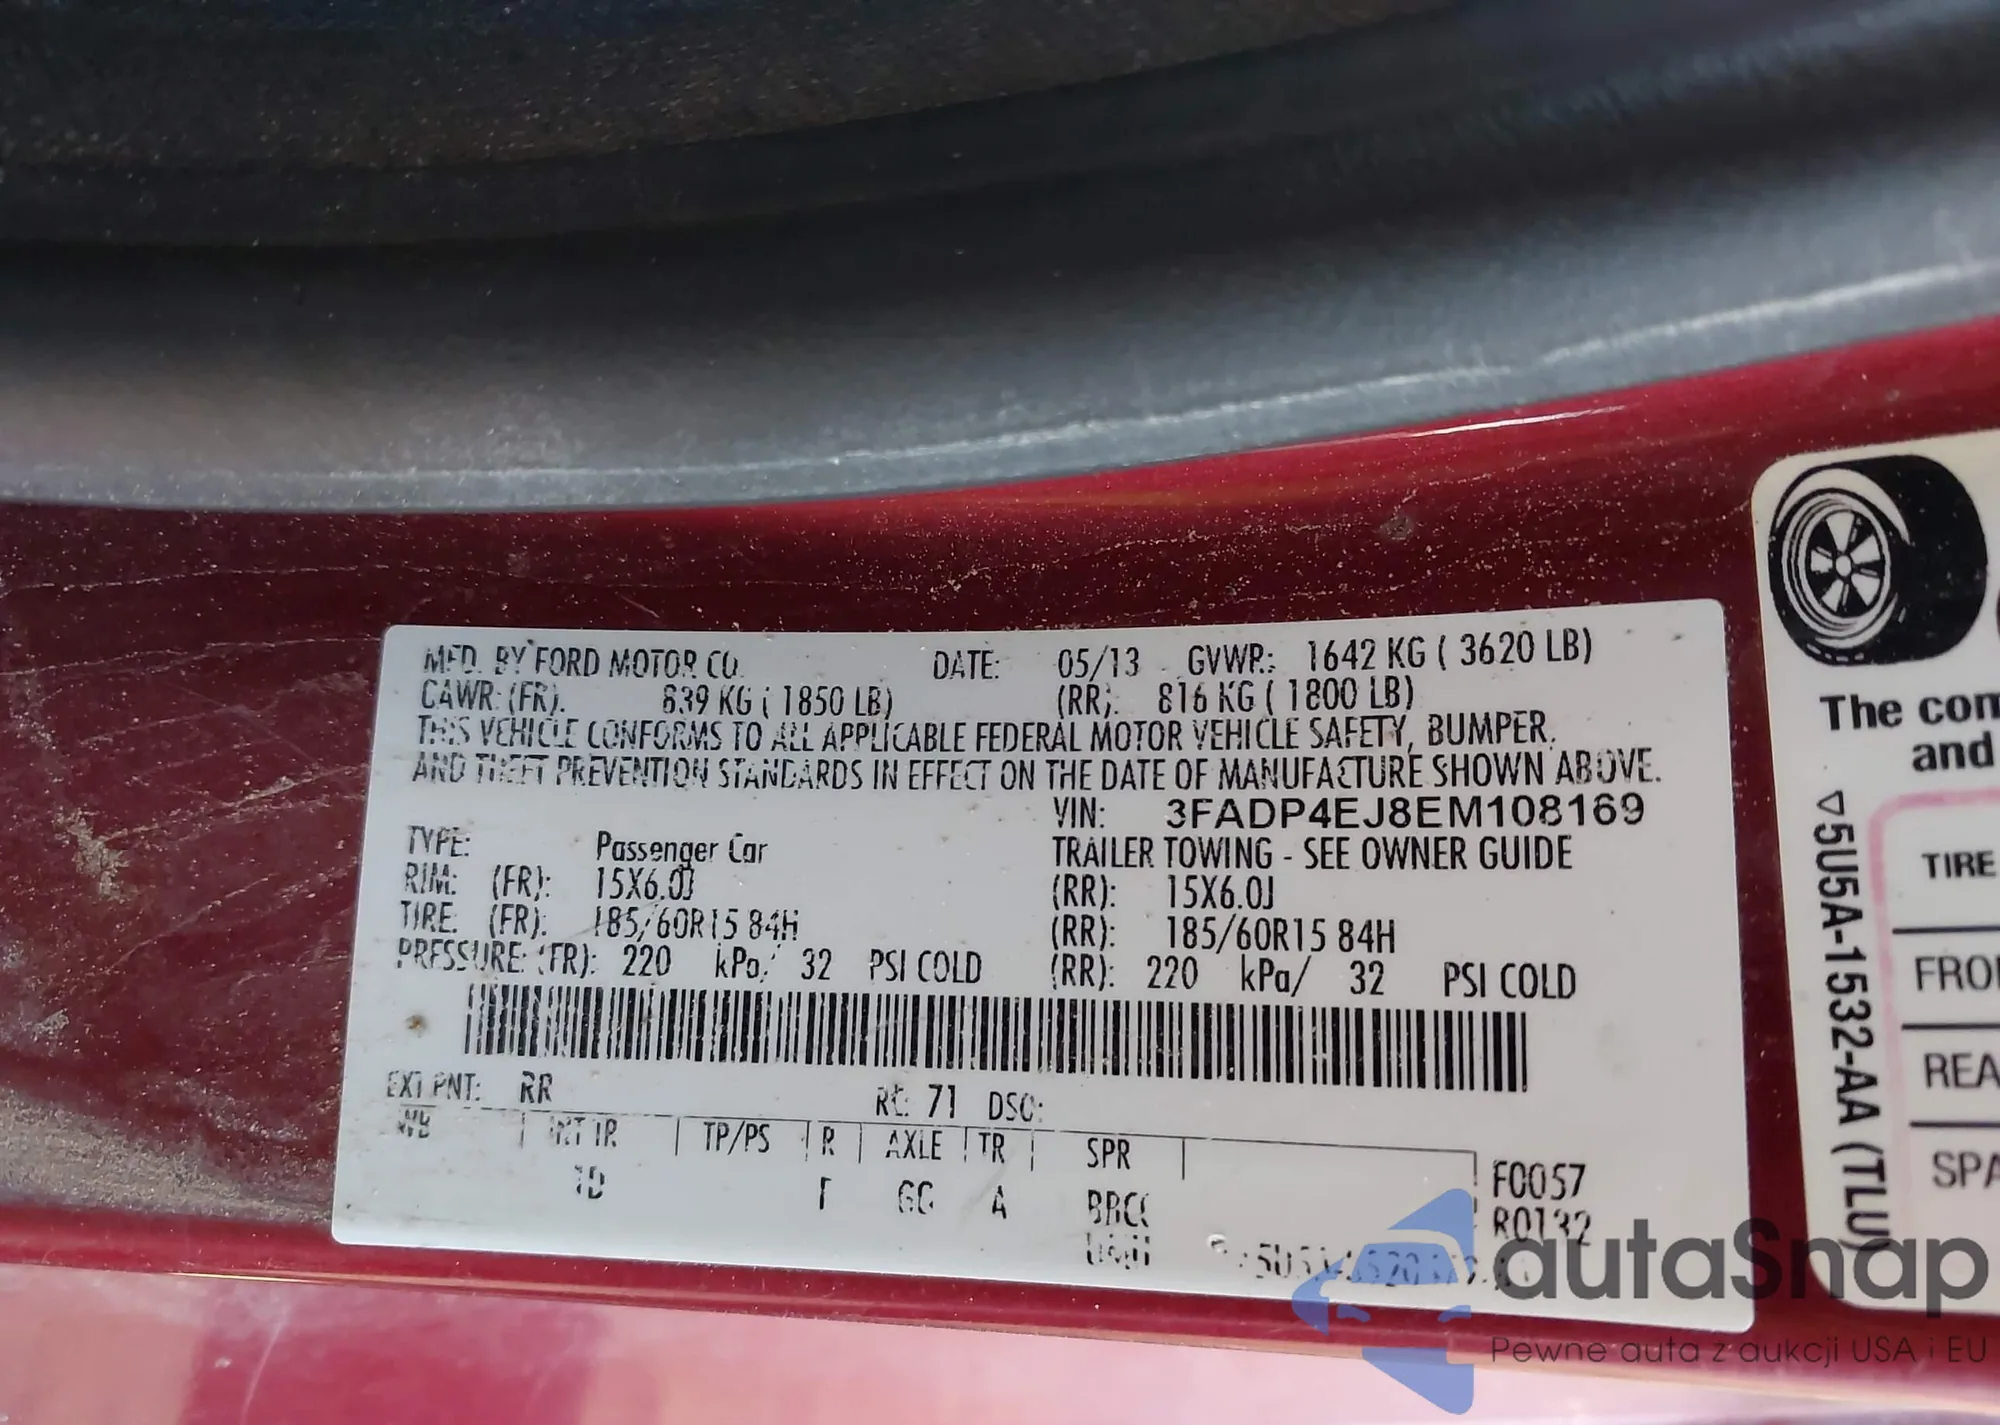 MFD. BY FORD MOTOR CO. DATE: 05/13 GVWR: 1642 KG ( 3620 LB)
GAWR: (FR): 839 KG ( 1850 LB) (RR): 816 KG ( 1800 LB)
THIS VEHICLE CONFORMS TO ALL APPLICABLE FEDERAL MOTOR VEHICLE SAFETY, BUMPER,
AND THEFT PREVENTION STANDARDS IN EFFECT ON THE DATE OF MANUFACTURE SHOWN ABOVE.
VIN: 3FADP4EJ8EM108169
TYPE: Passenger Car TRAILER TOWING - SEE OWNER GUIDE
RIM: (FR): 15X6.0J (RR): 15X6.0J
TIRE: (FR): 185/60R15 84H (RR): 185/60R15 84H
PRESSURE: (FR): 220 kPa/ 32 PSI COLD (RR): 220 kPa/ 32 PSI COLD
EXT PNT: RR RC: 71 DSO:
WB INT TR TP/PS R AXLE TR SPR F0057
A R0132
The com
and
TIRE
FRO
REA
SPA
5U5A-1532-AA (TLU)
autaSnap
Pewne auta z aukcji USA i EU